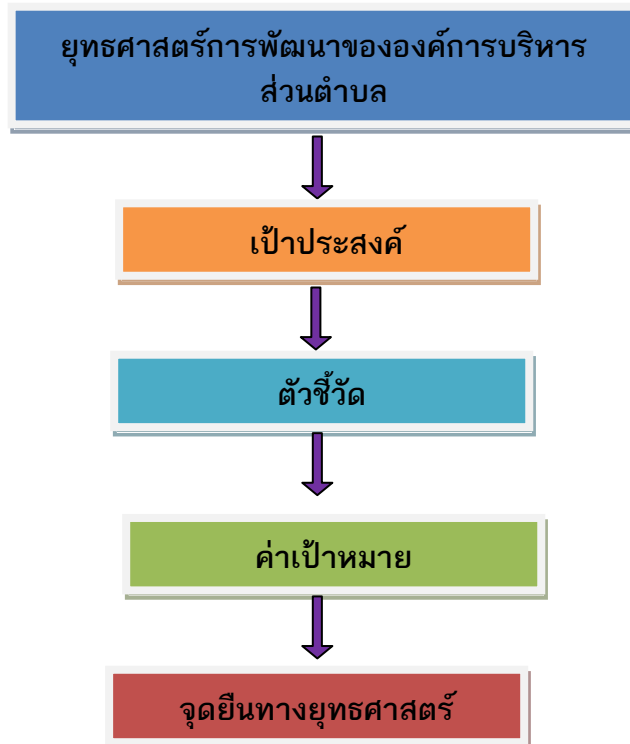 ยุทธศาสตร์การพัฒนาขององค์การบริหาร
ส่วนตำบล
เป้าประสงค์
ตัวชี้วัด
ค่าเป้าหมาย
จุดยืนทางยุทธศาสตร์